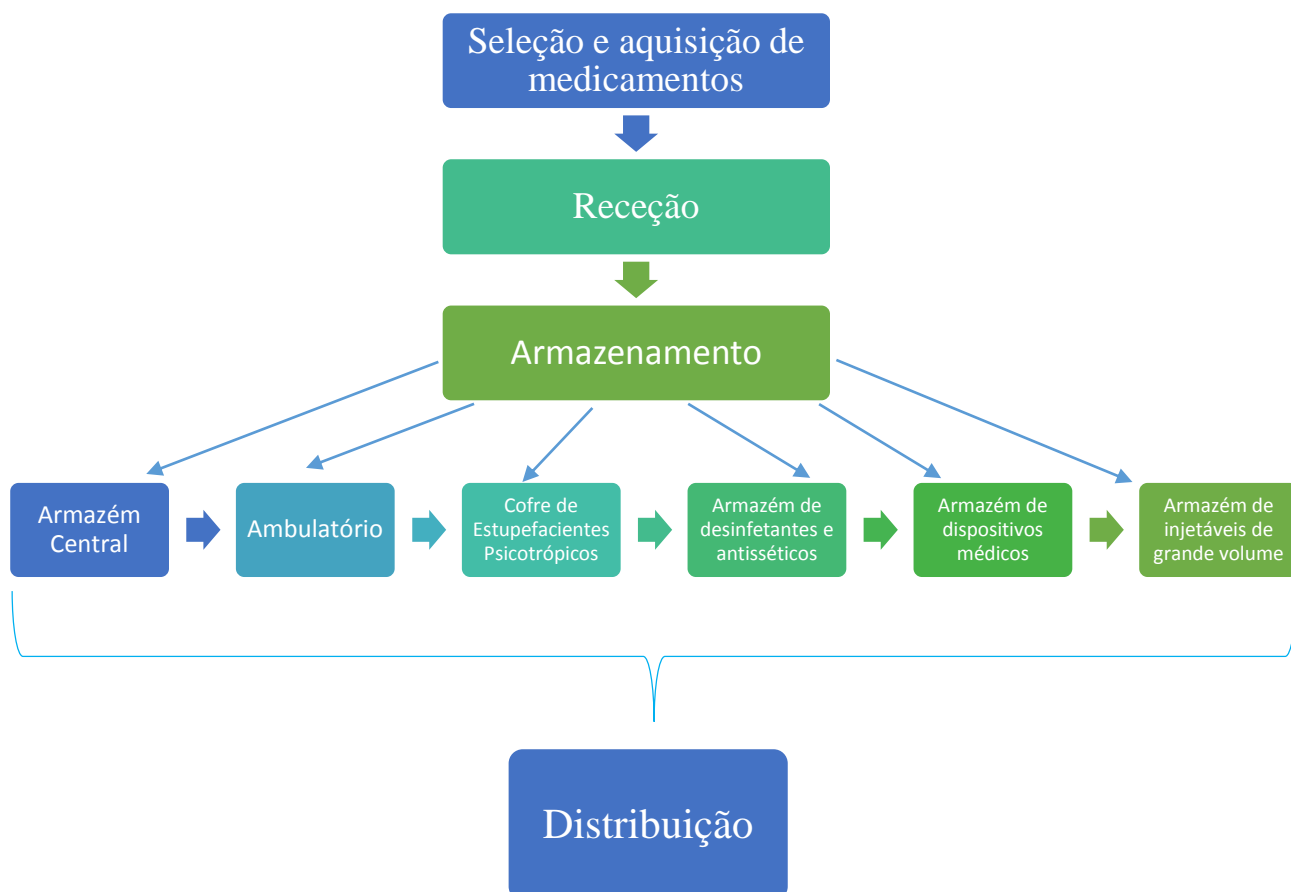 Seleção e aquisição de
medicamentos
Receção
Armazenamento
Armazém
Central
Ambulatório
Cofre de
Estupefacientes
Psicotrópicos
Armazém de
desinfetantes e
antisséticos
Armazém de
dispositivos
médicos
Armazém de
injetáveis de
grande volume
Distribuição